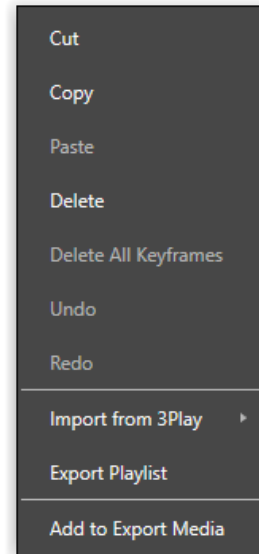 Cut
Copy
Paste
Delete
Delete All Keyframes
Undo
Redo
Import from 3Play
Export Playlist
Add to Export Media